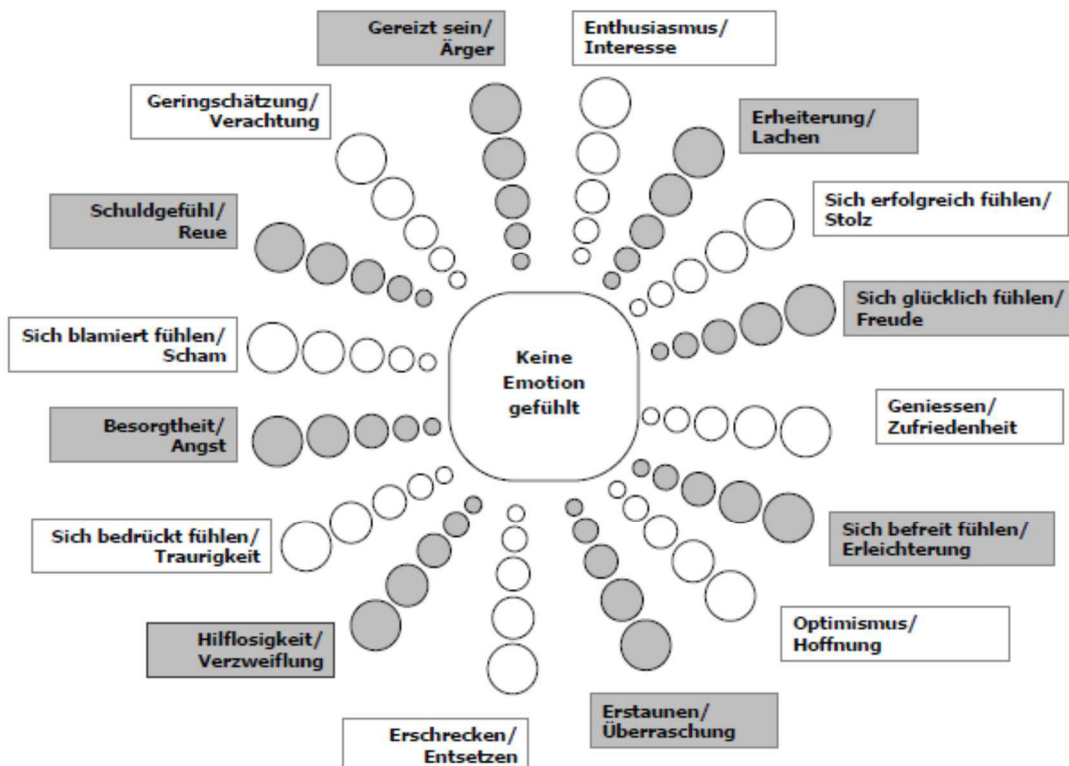 Gereizt sein/
Ärger
Enthusiasmus/
Interesse
Erheiterung/
Lachen
Sich erfolgreich fühlen/
Stolz
Sich glücklich fühlen/
Freude
Geniessen/
Zufriedenheit
Sich befreit fühlen/
Erleichterung
Optimismus/
Hoffnung
Erstaunen/
Überraschung
Erschrecken/
Entsetzen
Hilflosigkeit/
Verzweiflung
Sich bedrückt fühlen/
Traurigkeit
Besorgtheit/
Angst
Sich blamiert fühlen/
Scham
Schuldgefühl/
Reue
Geringschätzung/
Verachtung
Keine
Emotion
gefühlt